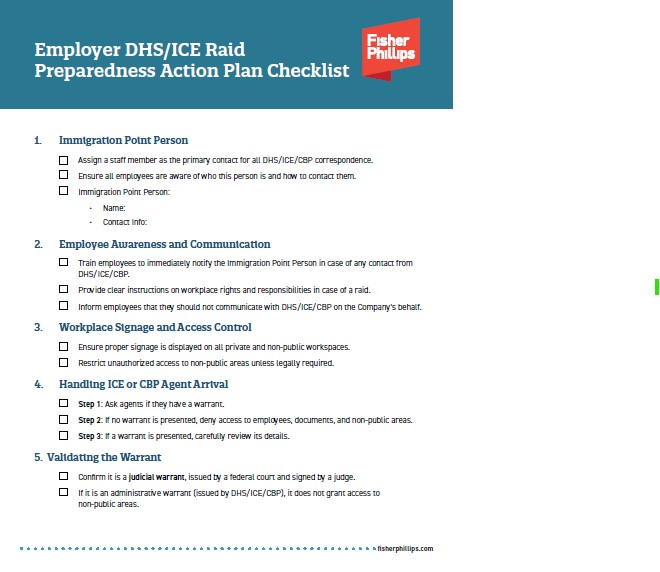 Employer DHS/ICE Raid
Preparedness Action Plan Checklist
Fisher
Phillips
1. Immigration Point Person
Assign a staff member as the primary contact for all DHS/ICE/CBP correspondence.
Ensure all employees are aware of who this person is and how to contact them.
Immigration Point Person:
· Name:
· Contact Info:
2. Employee Awareness and Communication
Train employees to immediately notify the Immigration Point Person in case of any contact from
DHS/ICE/CBP.
Provide clear instructions on workplace rights and responsibilities in case of a raid.
Inform employees that they should not communicate with DHS/ICE/CBP on the Company's behalf.
3. Workplace Signage and Access Control
Ensure proper signage is displayed on all private and non-public workspaces.
Restrict unauthorized access to non-public areas unless legally required.
4. Handling ICE or CBP Agent Arrival
Step 1: Ask agents if they have a warrant.
Step 2: If no warrant is presented, deny access to employees, documents, and non-public areas.
Step 3: If a warrant is presented, carefully review its details.
5. Validating the Warrant
Confirm it is a judicial warrant, issued by a federal court and signed by a judge.
If it is an administrative warrant (issued by DHS/ICE/CBP), it does not grant access to
non-public areas.
fisherphillips.com